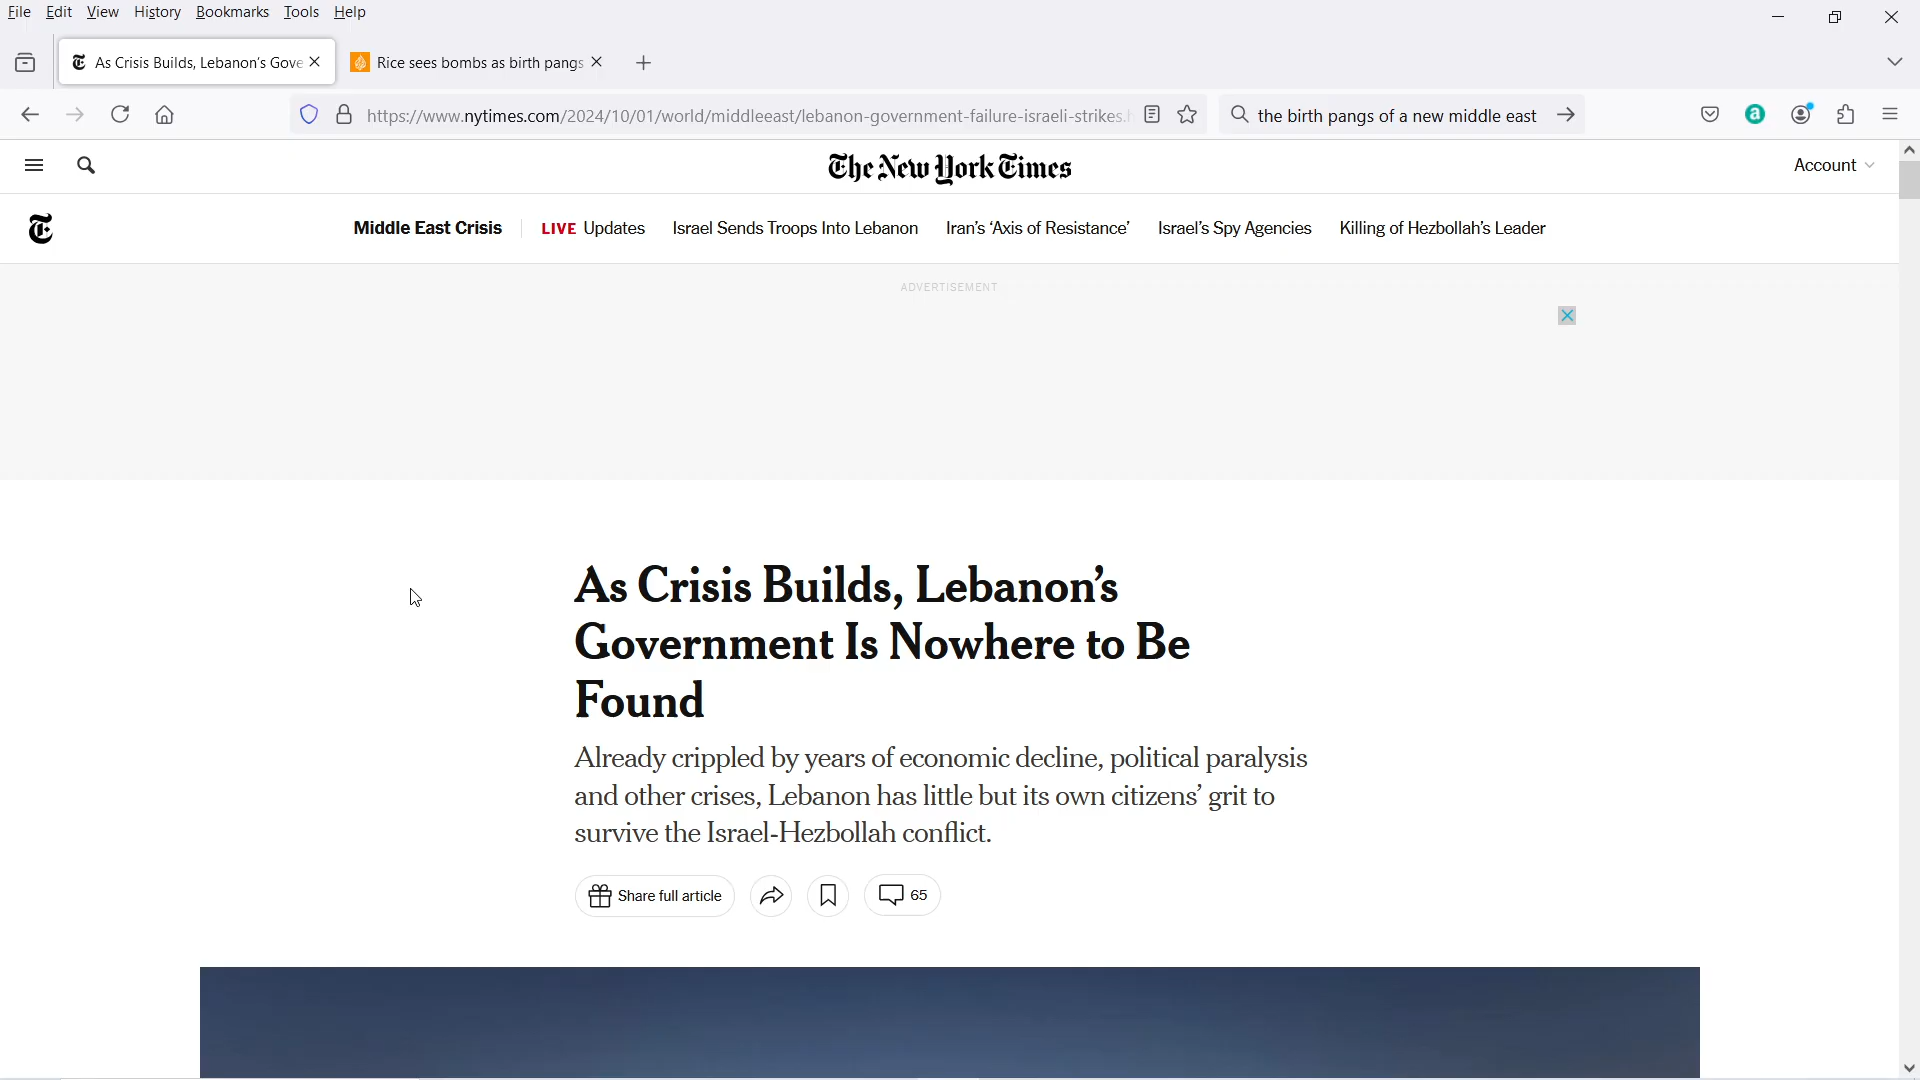 File Edit View History Bookmarks Tools Help
As Crisis Builds, Lebanon's Gove
Rice sees bombs as birth pangs
https://www.nytimes.com/2024/10/01/world/middleeast/lebanon-government-failure-israeli-strikes.
the birth pangs of a new middle east
The New York Times
Account
Middle East Crisis
LIVE Updates
Israel Sends Troops Into Lebanon
Iran's ‘Axis of Resistance’
Israel's Spy Agencies
Killing of Hezbollah's Leader
ADVERTISEMENT
As Crisis Builds, Lebanon’s
Government Is Nowhere to Be
Found
Already crippled by years of economic decline, political paralysis
and other crises, Lebanon has little but its own citizens’ grit to
survive the Israel-Hezbollah conflict.
Share full article
65